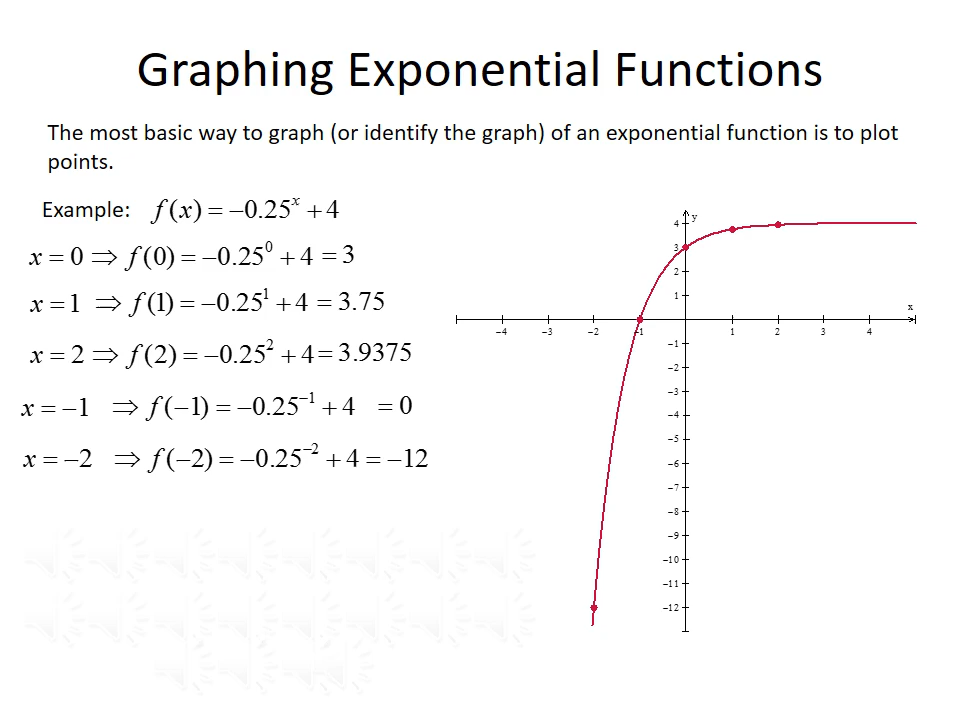 Graphing Exponential Functions
The most basic way to graph (or identify the graph) of an exponential function is to plot
points.
Example: f(x) = −0.25^x + 4
x = 0 ⇒ f(0) = −0.25^0 + 4 = 3
x = 1 ⇒ f(1) = −0.25^1 + 4 = 3.75
x = 2 ⇒ f(2) = −0.25^2 + 4 = 3.9375
x = −1 ⇒ f(−1) = −0.25^−1 + 4 = 0
x = −2 ⇒ f(−2) = −0.25^−2 + 4 = −12
y
4
3
2
1
x
−4 −3 −2 −1 1 2 3 4
−1
−2
−3
−4
−5
−6
−7
−8
−9
−10
−11
−12